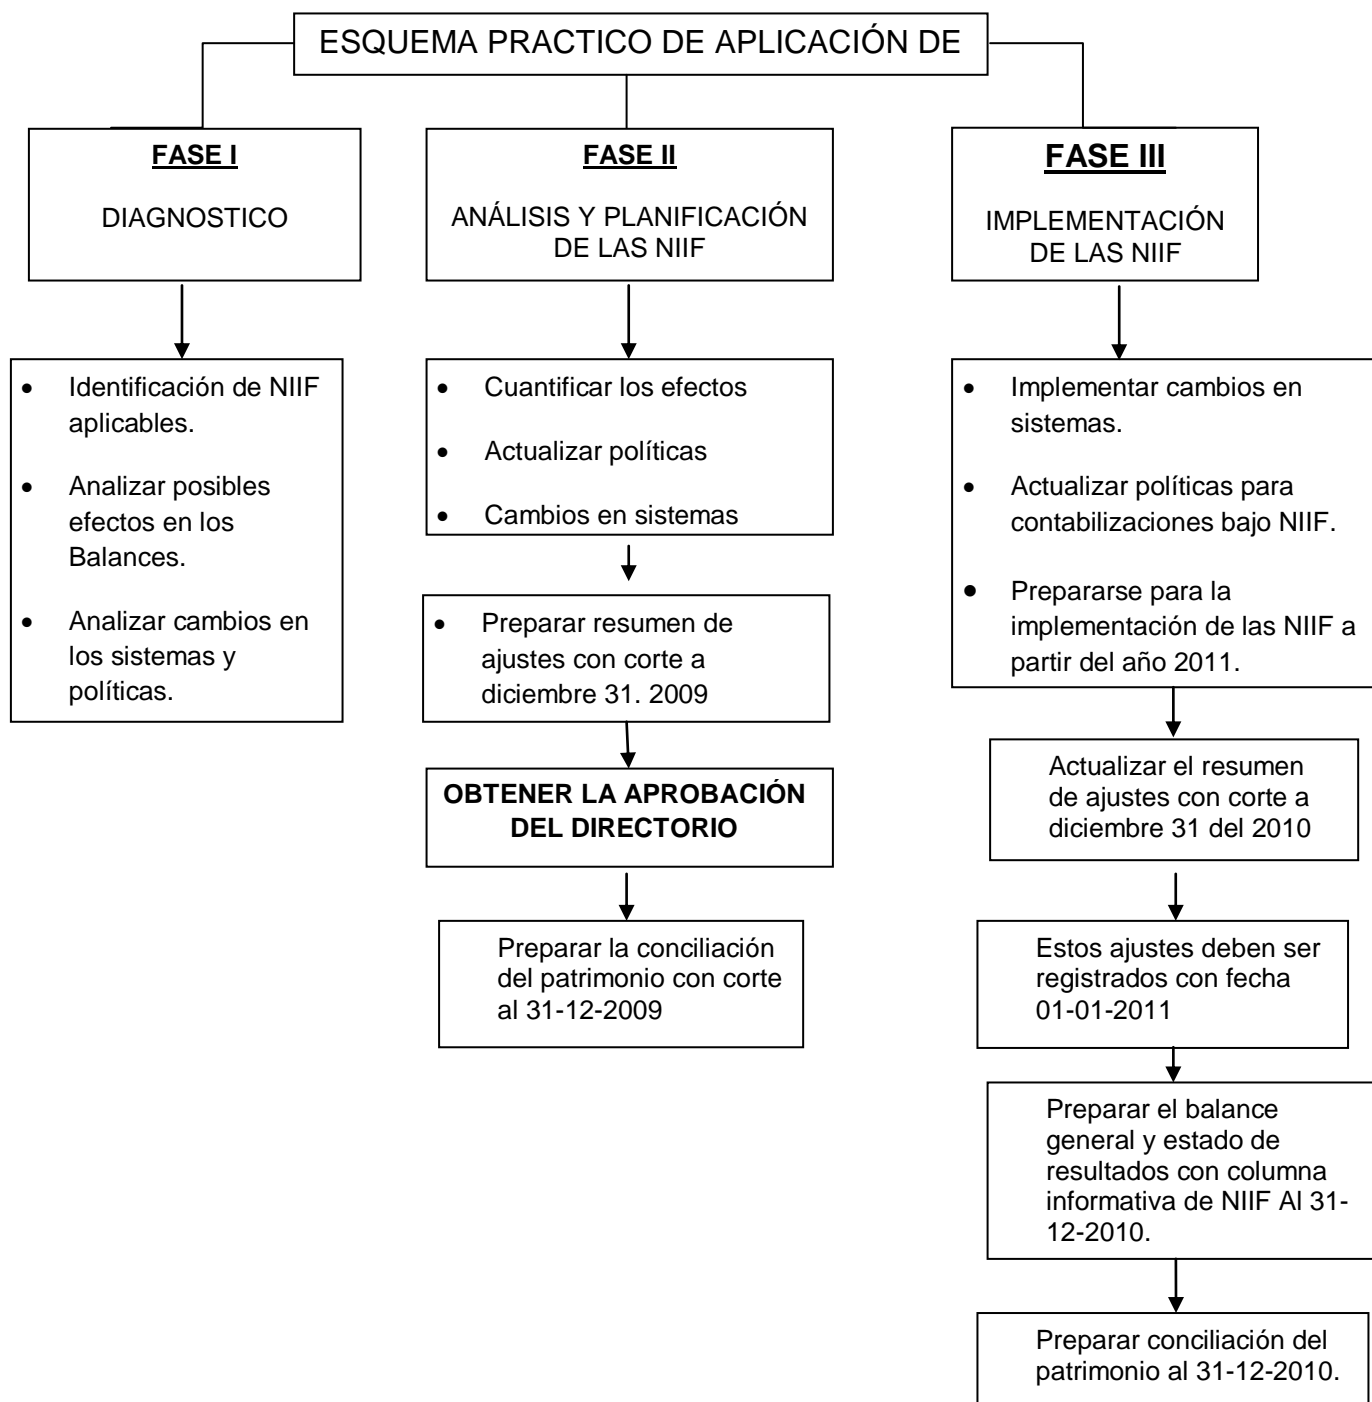 ESQUEMA PRACTICO DE APLICACIÓN DE
FASE I
DIAGNOSTICO
• Identificación de NIIF
aplicables.
• Analizar posibles
efectos en los
Balances.
• Analizar cambios en
los sistemas y
políticas.
FASE II
ANÁLISIS Y PLANIFICACIÓN
DE LAS NIIF
• Cuantificar los efectos
• Actualizar políticas
• Cambios en sistemas
• Preparar resumen de
ajustes con corte a
diciembre 31. 2009
OBTENER LA APROBACIÓN
DEL DIRECTORIO
Preparar la conciliación
del patrimonio con corte
al 31-12-2009
FASE III
IMPLEMENTACIÓN
DE LAS NIIF
• Implementar cambios en
sistemas.
• Actualizar políticas para
contabilizaciones bajo NIIF.
• Prepararse para la
implementación de las NIIF a
partir del año 2011.
Actualizar el resumen
de ajustes con corte a
diciembre 31 del 2010
Estos ajustes deben ser
registrados con fecha
01-01-2011
Preparar el balance
general y estado de
resultados con columna
informativa de NIIF Al 31-
12-2010.
Preparar conciliación del
patrimonio al 31-12-2010.